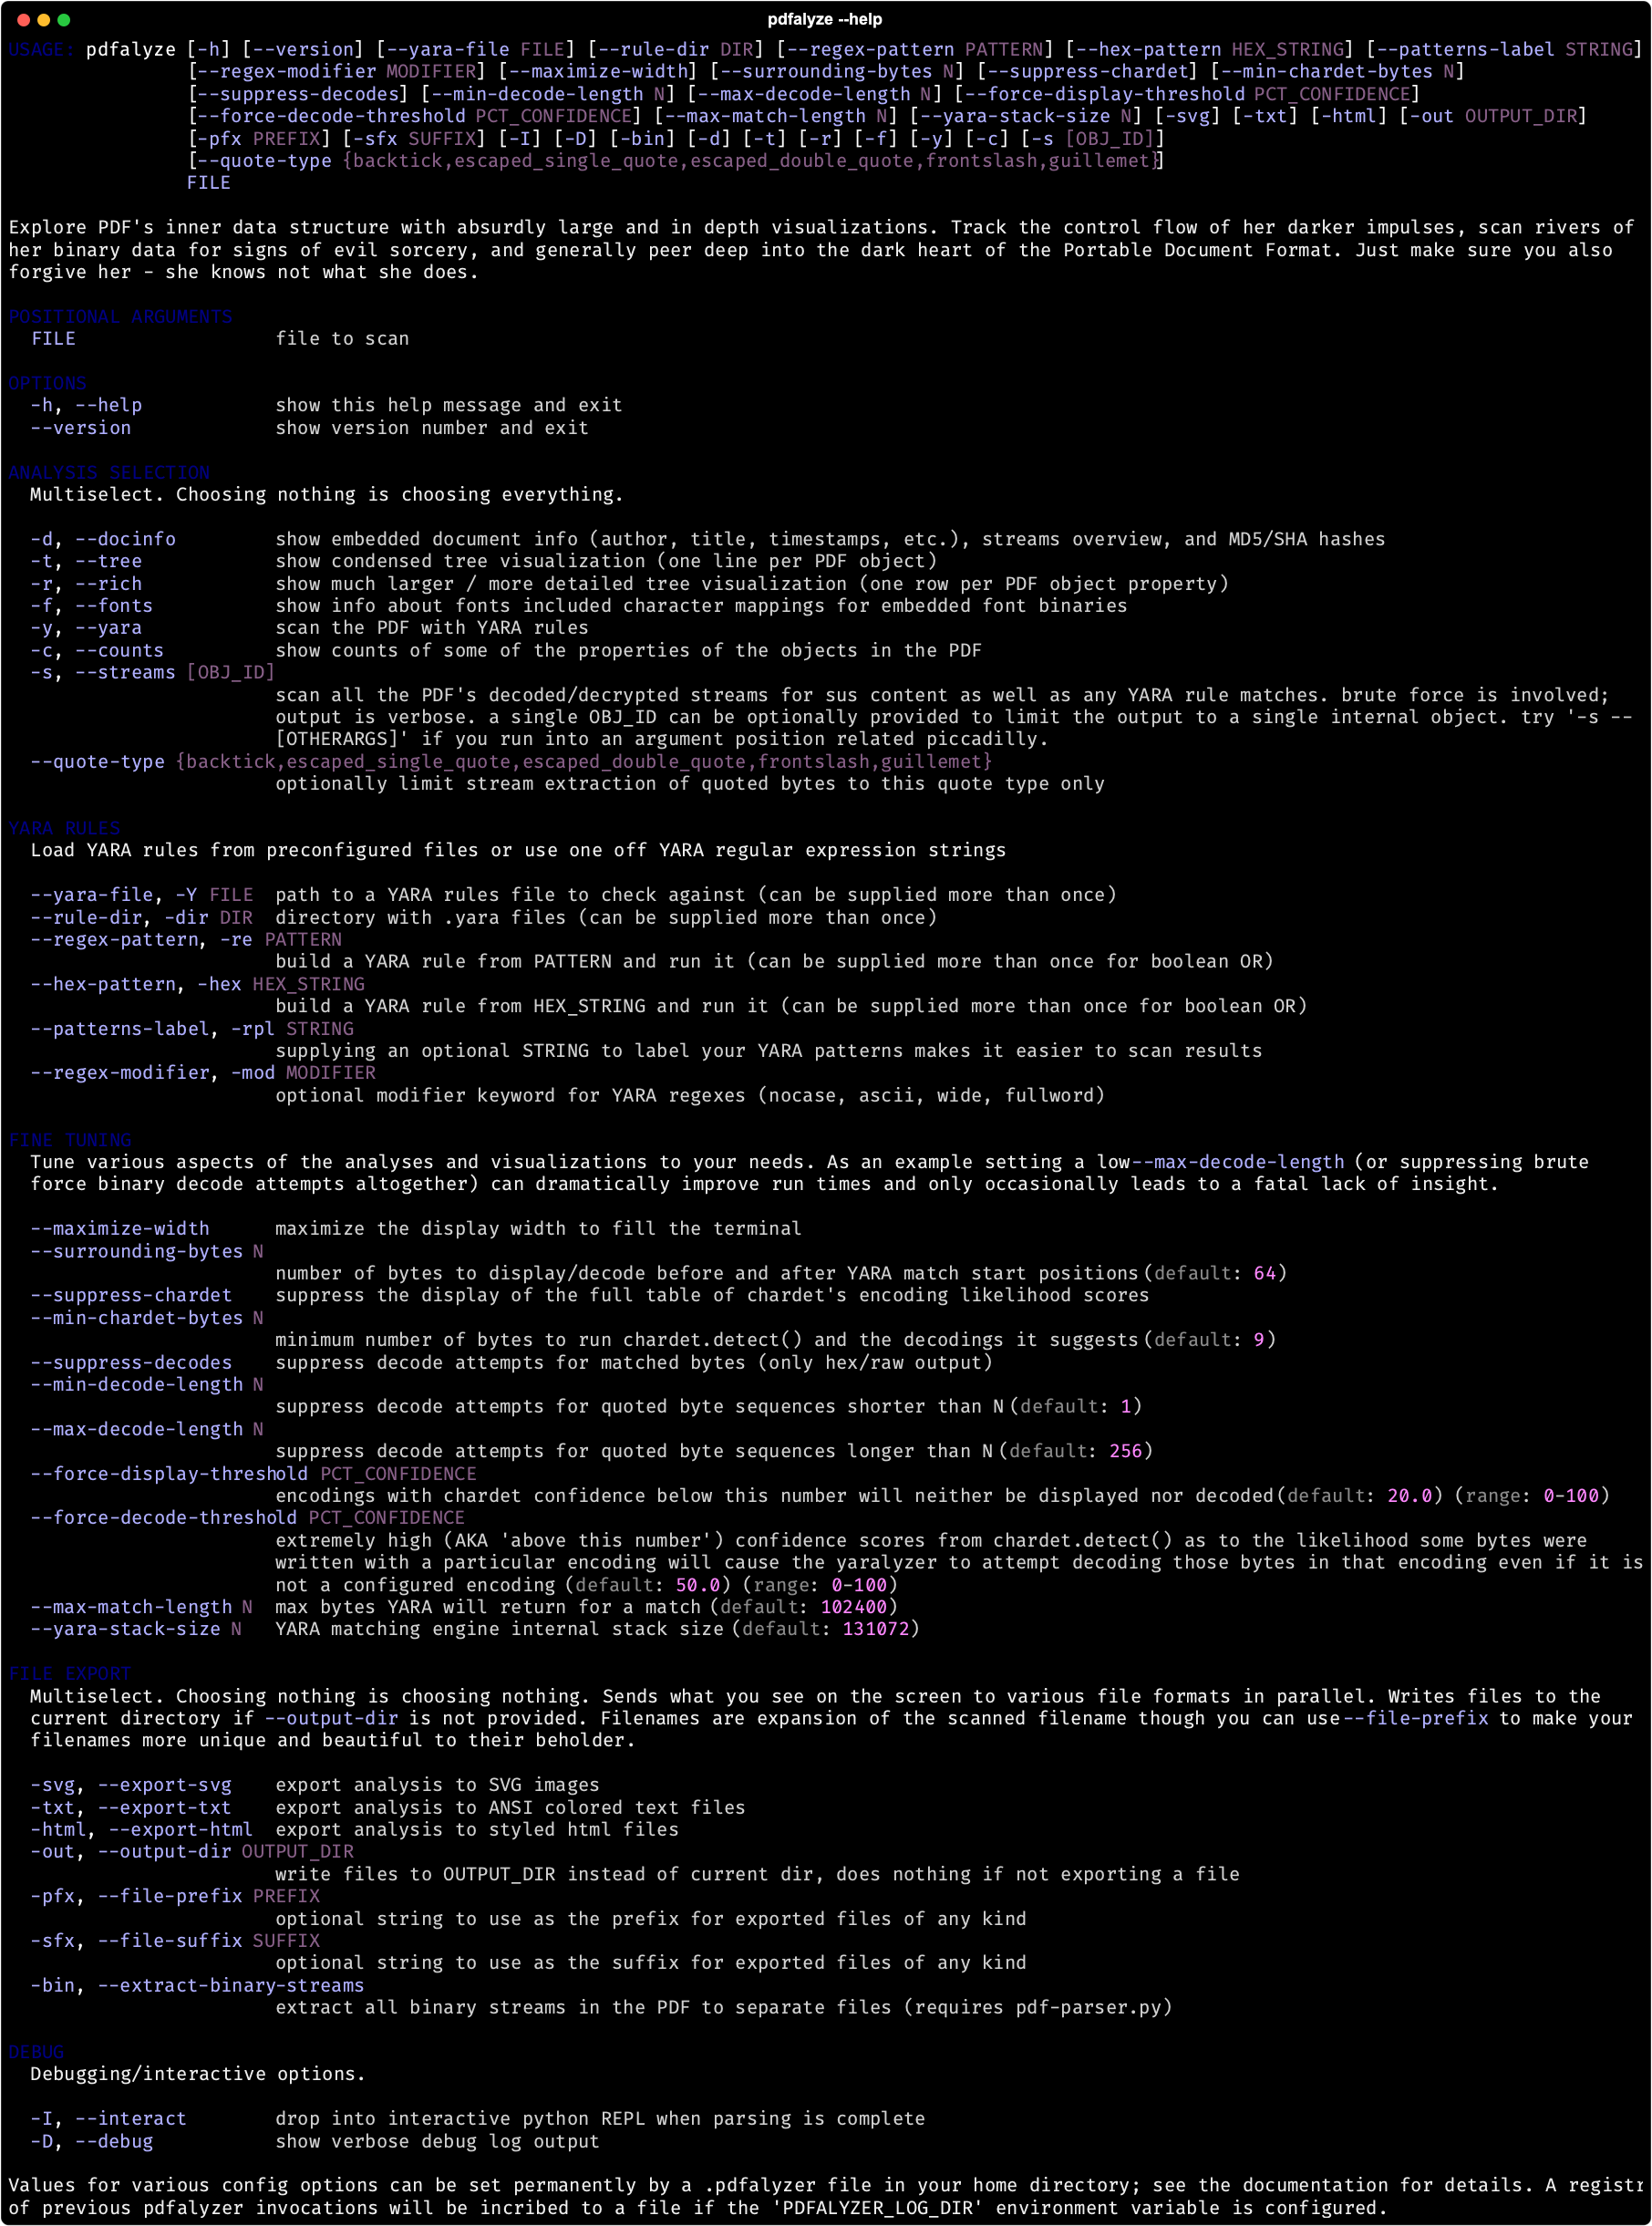 pdfalyze --help
USAGE: pdfalyze [-h] [--version] [--yara-file FILE] [--rule-dir DIR] [--regex-pattern PATTERN] [--hex-pattern HEX_STRING] [--patterns-label STRING]
[--regex-modifier MODIFIER] [--maximize-width] [--surrounding-bytes N] [--suppress-chardet] [--min-chardet-bytes N]
[--suppress-decodes] [--min-decode-length N] [--max-decode-length N] [--force-display-threshold PCT_CONFIDENCE]
[--force-decode-threshold PCT_CONFIDENCE] [--max-match-length N] [--yara-stack-size N] [-svg] [-txt] [-html] [-out OUTPUT_DIR]
[-pfx PREFIX] [-sfx SUFFIX] [-I] [-D] [-bin] [-d] [-t] [-r] [-f] [-y] [-c] [-s [OBJ_ID]]
[--quote-type {backtick,escaped_single_quote,escaped_double_quote,frontslash,guillemet}]
FILE
Explore PDF's inner data structure with absurdly large and in depth visualizations. Track the control flow of her darker impulses, scan rivers of
her binary data for signs of evil sorcery, and generally peer deep into the dark heart of the Portable Document Format. Just make sure you also
forgive her - she knows not what she does.
POSITIONAL ARGUMENTS
FILE file to scan
OPTIONS
-h, --help show this help message and exit
--version show version number and exit
ANALYSIS SELECTION
Multiselect. Choosing nothing is choosing everything.
-d, --docinfo show embedded document info (author, title, timestamps, etc.), streams overview, and MD5/SHA hashes
-t, --tree show condensed tree visualization (one line per PDF object)
-r, --rich show much larger / more detailed tree visualization (one row per PDF object property)
-f, --fonts show info about fonts included character mappings for embedded font binaries
-y, --yara scan the PDF with YARA rules
-c, --counts show counts of some of the properties of the objects in the PDF
-s, --streams [OBJ_ID]
scan all the PDF's decoded/decrypted streams for sus content as well as any YARA rule matches. brute force is involved;
output is verbose. a single OBJ_ID can be optionally provided to limit the output to a single internal object. try '-s --
[OTHERARGS]' if you run into an argument position related piccadilly.
--quote-type {backtick,escaped_single_quote,escaped_double_quote,frontslash,guillemet}
optionally limit stream extraction of quoted bytes to this quote type only
YARA RULES
Load YARA rules from preconfigured files or use one off YARA regular expression strings
--yara-file, -Y FILE path to a YARA rules file to check against (can be supplied more than once)
--rule-dir, -dir DIR directory with .yara files (can be supplied more than once)
--regex-pattern, -re PATTERN
build a YARA rule from PATTERN and run it (can be supplied more than once for boolean OR)
--hex-pattern, -hex HEX_STRING
build a YARA rule from HEX_STRING and run it (can be supplied more than once for boolean OR)
--patterns-label, -rpl STRING
supplying an optional STRING to label your YARA patterns makes it easier to scan results
--regex-modifier, -mod MODIFIER
optional modifier keyword for YARA regexes (nocase, ascii, wide, fullword)
FINE TUNING
Tune various aspects of the analyses and visualizations to your needs. As an example setting a low --max-decode-length (or suppressing brute
force binary decode attempts altogether) can dramatically improve run times and only occasionally leads to a fatal lack of insight.
--maximize-width maximize the display width to fill the terminal
--surrounding-bytes N
number of bytes to display/decode before and after YARA match start positions (default: 64)
--suppress-chardet suppress the display of the full table of chardet's encoding likelihood scores
--min-chardet-bytes N
minimum number of bytes to run chardet.detect() and the decodings it suggests (default: 9)
--suppress-decodes suppress decode attempts for matched bytes (only hex/raw output)
--min-decode-length N
suppress decode attempts for quoted byte sequences shorter than N (default: 1)
--max-decode-length N
suppress decode attempts for quoted byte sequences longer than N (default: 256)
--force-display-threshold PCT_CONFIDENCE
encodings with chardet confidence below this number will neither be displayed nor decoded (default: 20.0) (range: 0-100)
--force-decode-threshold PCT_CONFIDENCE
extremely high (AKA 'above this number') confidence scores from chardet.detect() as to the likelihood some bytes were
written with a particular encoding will cause the yaralyzer to attempt decoding those bytes in that encoding even if it is
not a configured encoding (default: 50.0) (range: 0-100)
--max-match-length N max bytes YARA will return for a match (default: 102400)
--yara-stack-size N YARA matching engine internal stack size (default: 131072)
FILE EXPORT
Multiselect. Choosing nothing is choosing nothing. Sends what you see on the screen to various file formats in parallel. Writes files to the
current directory if --output-dir is not provided. Filenames are expansion of the scanned filename though you can use --file-prefix to make your
filenames more unique and beautiful to their beholder.
-svg, --export-svg export analysis to SVG images
-txt, --export-txt export analysis to ANSI colored text files
-html, --export-html export analysis to styled html files
-out, --output-dir OUTPUT_DIR
write files to OUTPUT_DIR instead of current dir, does nothing if not exporting a file
-pfx, --file-prefix PREFIX
optional string to use as the prefix for exported files of any kind
-sfx, --file-suffix SUFFIX
optional string to use as the suffix for exported files of any kind
-bin, --extract-binary-streams
extract all binary streams in the PDF to separate files (requires pdf-parser.py)
DEBUG
Debugging/interactive options.
-I, --interact drop into interactive python REPL when parsing is complete
-D, --debug show verbose debug log output
Values for various config options can be set permanently by a .pdfalyzer file in your home directory; see the documentation for details. A registr
of previous pdfalyzer invocations will be incribed to a file if the 'PDFALYZER_LOG_DIR' environment variable is configured.